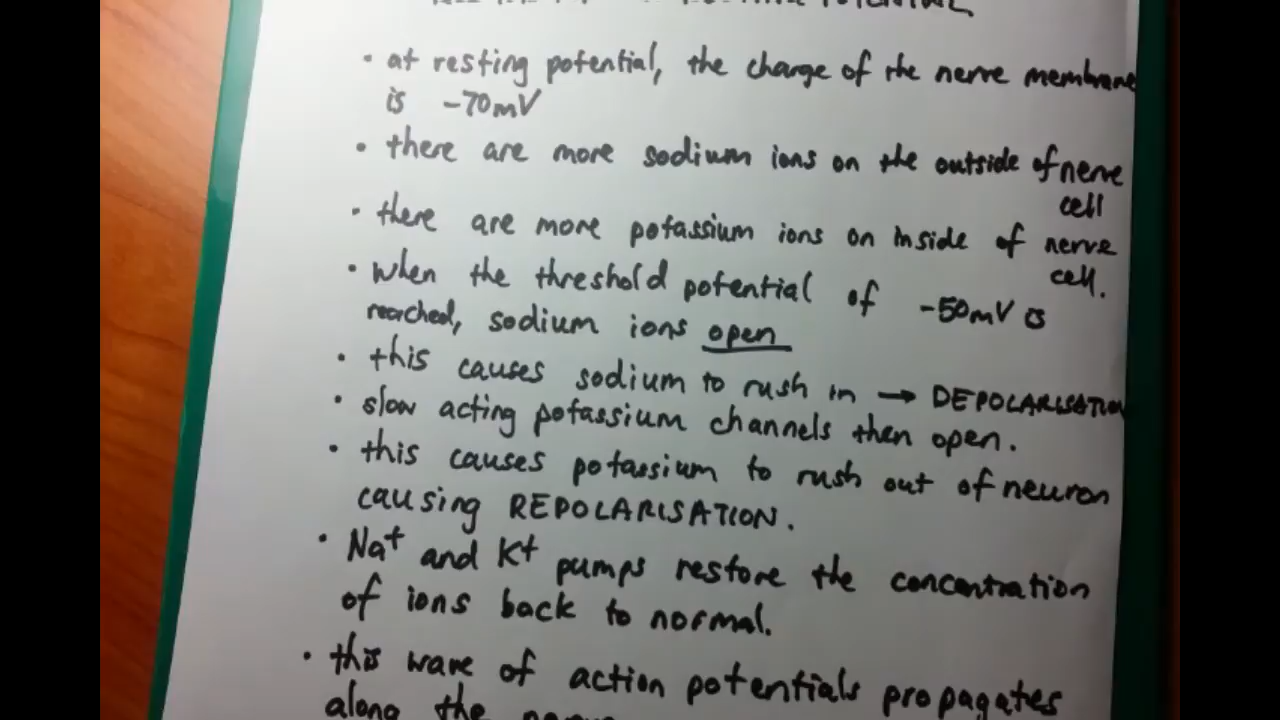 POTENTIAL
• at resting potential, the charge of the nerve membrane
is -70mV
• there are more sodium ions on the outside of nerve
cell
• there are more potassium ions on inside of nerve
cell.
• when the threshold potential of -50mV is
reached, sodium ions open
• this causes sodium to rush in → DEPOLARISATION
• slow acting potassium channels then open.
• this causes potassium to rush out of neuron
causing REPOLARISATION.
• Na+ and K+ pumps restore the concentration
of ions back to normal.
• this wave of action potentials propagates
along the